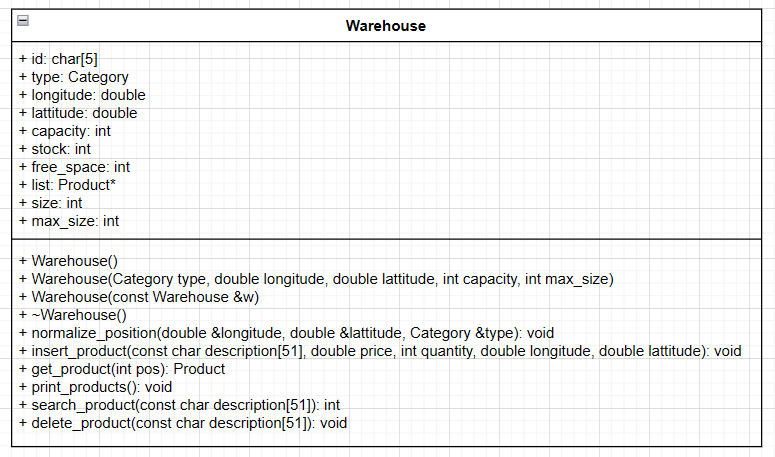 Warehouse
+ id: char[5]
+ type: Category
+ longitude: double
+ lattitude: double
+ capacity: int
+ stock: int
+ free_space: int
+ list: Product*
+ size: int
+ max_size: int
+ Warehouse()
+ Warehouse(Category type, double longitude, double lattitude, int capacity, int max_size)
+ Warehouse(const Warehouse &w)
+ ~Warehouse()
+ normalize_position(double &longitude, double &lattitude, Category &type): void
+ insert_product(const char description[51], double price, int quantity, double longitude, double lattitude): void
+ get_product(int pos): Product
+ print_products(): void
+ search_product(const char description[51]): int
+ delete_product(const char description[51]): void